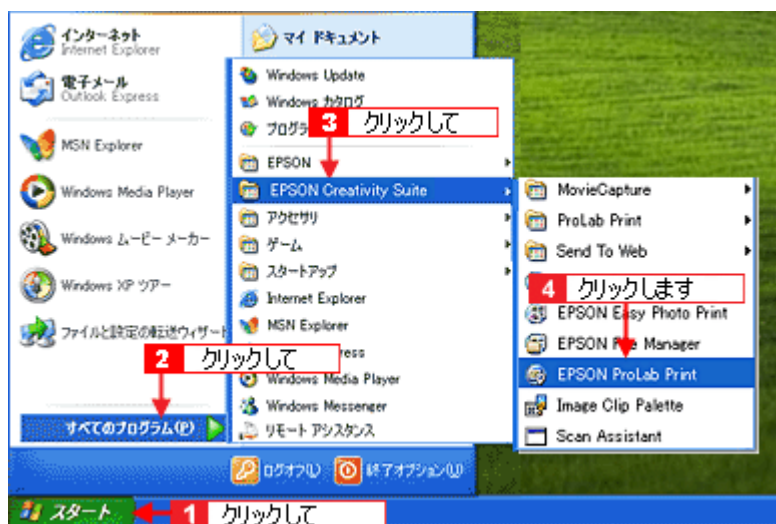 インターネット
Internet Explorer
電子メール
Outlook Express
MSN Explorer
Windows Media Player
Windows ムービー メーカー
Windows XP ツアー
ファイルと設定の転送ウィザード
2 クリックして
すべてのプログラム(P)
マイ ドキュメント
Windows Update
Windows カタログ
プログラ
3 クリックして
EPSON
EPSON Creativity Suite
アクセサリ
ゲーム
スタートアップ
Internet Explorer
MSN Explorer
ress
Windows Media Player
Windows Messenger
リモート アシスタンス
MovieCapture
ProLab Print
Send To Web
4 クリックします
EPSON Easy Photo Print
EPSON File Manager
EPSON ProLab Print
Image Clip Palette
Scan Assistant
ログオフ(L)
終了オプション(U)
スタート
1 クリックして